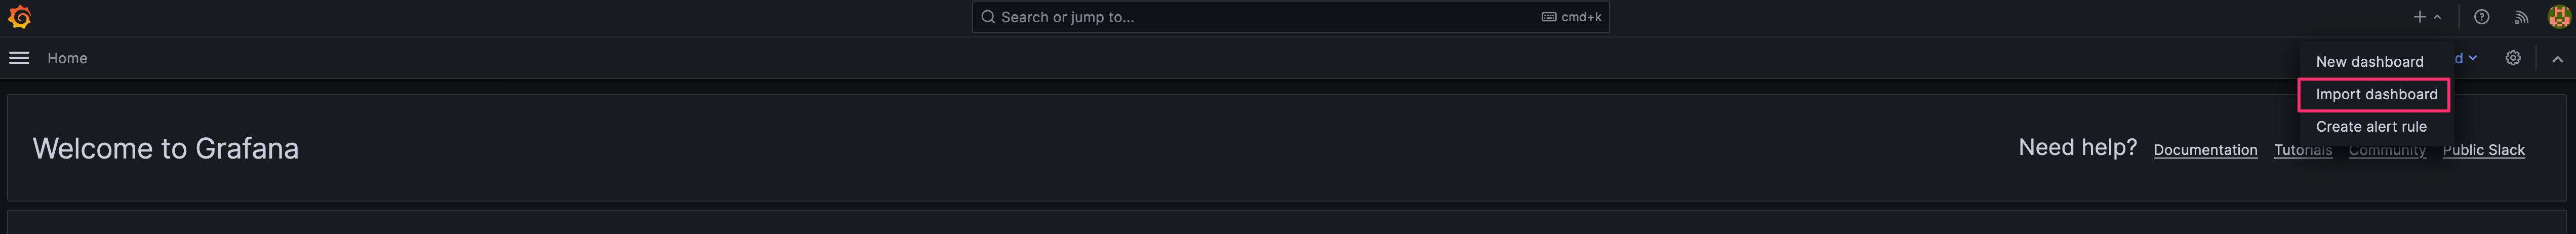 Search or jump to...
cmd+k
Home
d
New dashboard
Import dashboard
Create alert rule
Welcome to Grafana
Need help?
Documentation
Tutorials
Community
Public Slack